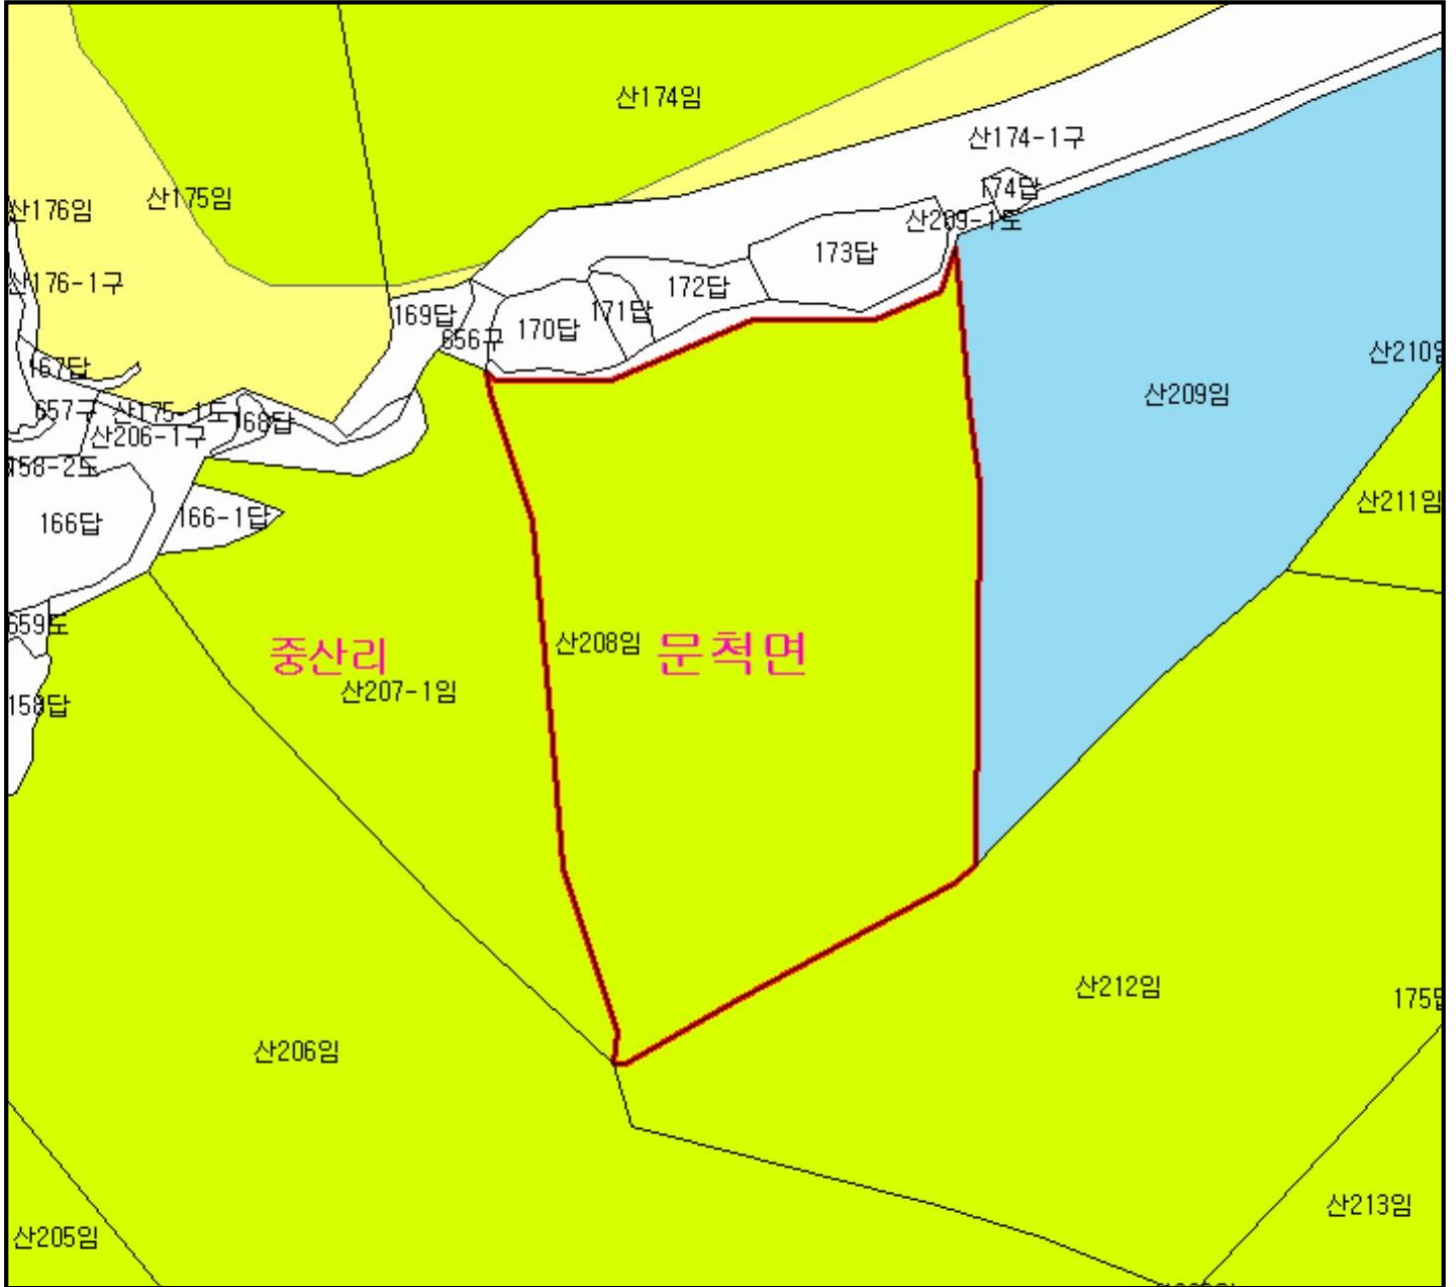 산174임
산174-1구
174답
산176임
산175임
산209-1도
173답
산176-1구
172답
169답
171답
170답
656구
산210임
167답
산209임
657구
산175-1도
168답
산206-1구
158-2도
산211임
166답
166-1답
659도
산208임
문척면
중산리
산207-1임
158답
산212임
175답
산206임
산213임
산205임